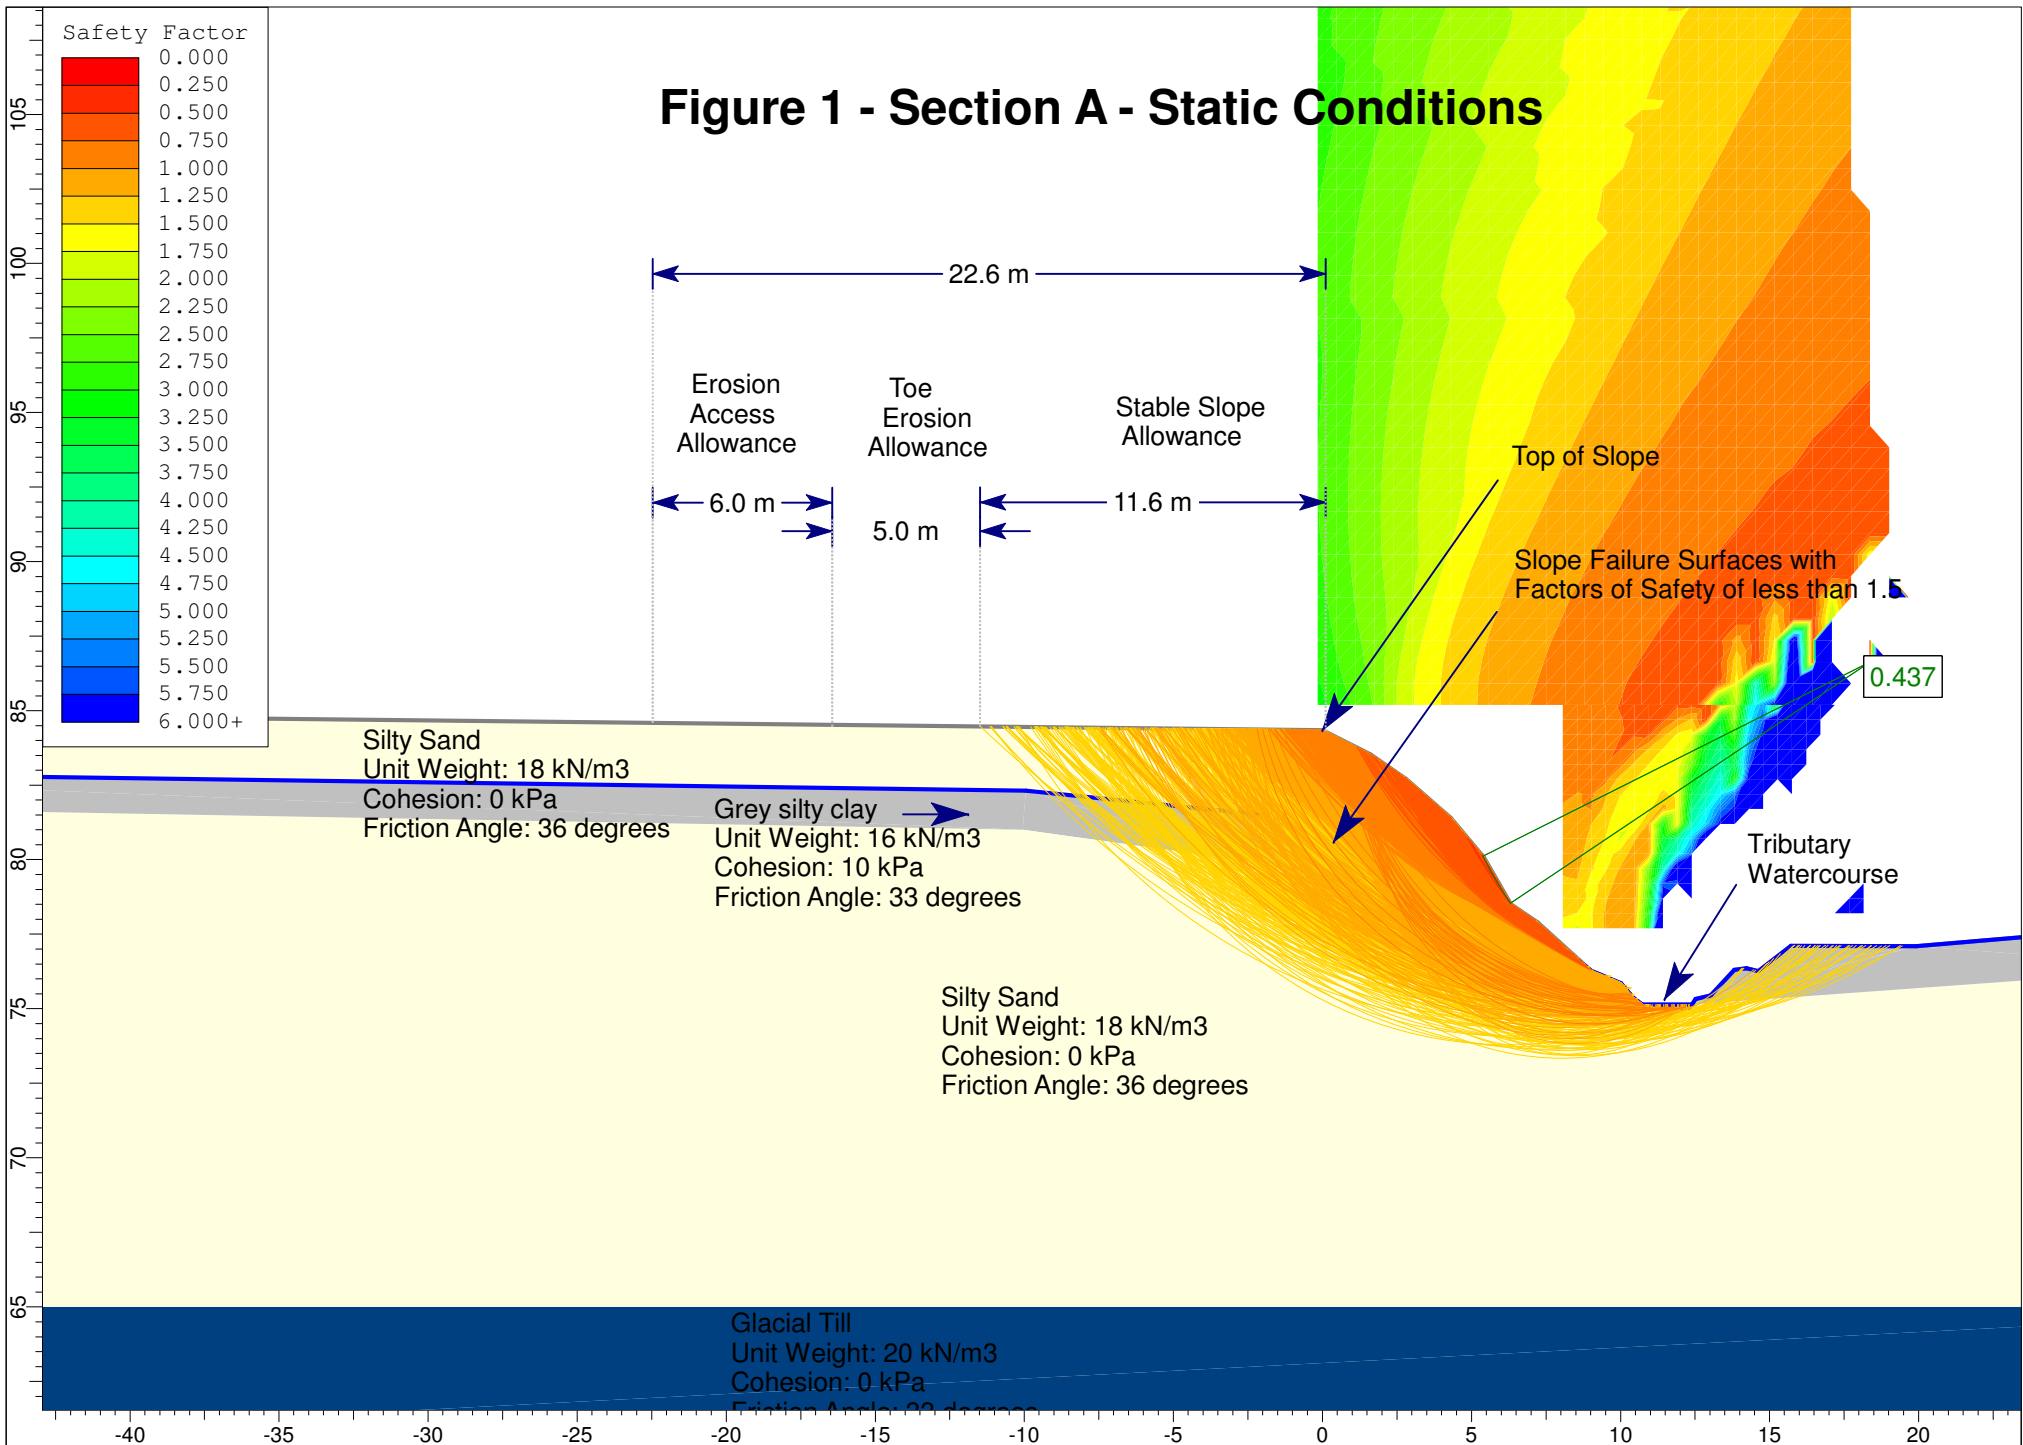 Safety Factor
0.000
0.250
0.500
0.750
1.000
1.250
1.500
1.750
2.000
2.250
2.500
2.750
3.000
3.250
3.500
3.750
4.000
4.250
4.500
4.750
5.000
5.250
5.500
5.750
6.000+
Figure 1 - Section A - Static Conditions
22.6 m
Erosion
Access
Allowance
Toe
Erosion
Allowance
Stable Slope
Allowance
6.0 m
5.0 m
11.6 m
Top of Slope
Slope Failure Surfaces with
Factors of Safety of less than 1.5
0.437
Tributary
Watercourse
Silty Sand
Unit Weight: 18 kN/m3
Cohesion: 0 kPa
Friction Angle: 36 degrees
Grey silty clay
Unit Weight: 16 kN/m3
Cohesion: 10 kPa
Friction Angle: 33 degrees
Silty Sand
Unit Weight: 18 kN/m3
Cohesion: 0 kPa
Friction Angle: 36 degrees
Glacial Till
Unit Weight: 20 kN/m3
Cohesion: 0 kPa
Friction Angle: degrees
105
100
95
90
85
80
75
70
65
-40
-35
-30
-25
-20
-15
-10
-5
0
5
10
15
20